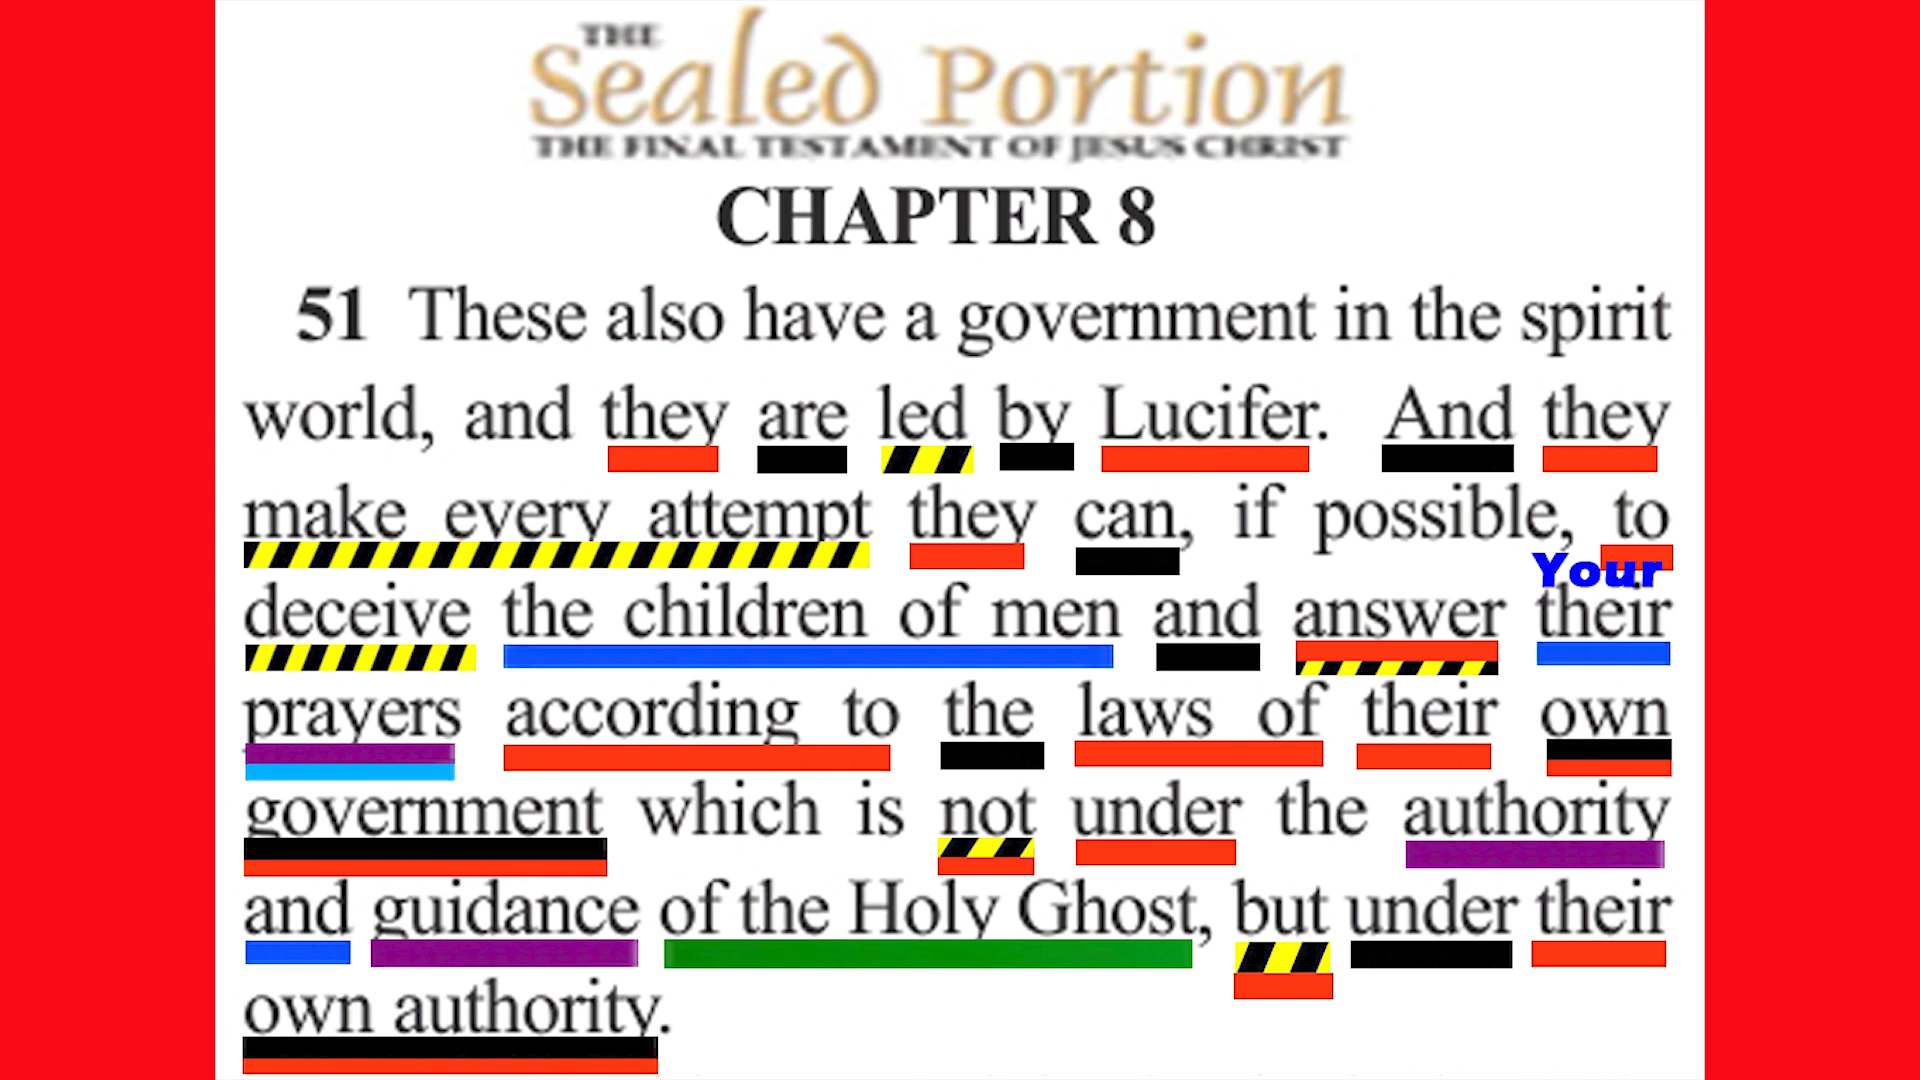 THE
Sealed Portion
THE FINAL TESTAMENT OF JESUS CHRIST
CHAPTER 8
51 These also have a government in the spirit
world, and they are led by Lucifer. And they
make every attempt they can, if possible, to
Your
deceive the children of men and answer their
prayers according to the laws of their own
government which is not under the authority
and guidance of the Holy Ghost, but under their
own authority.